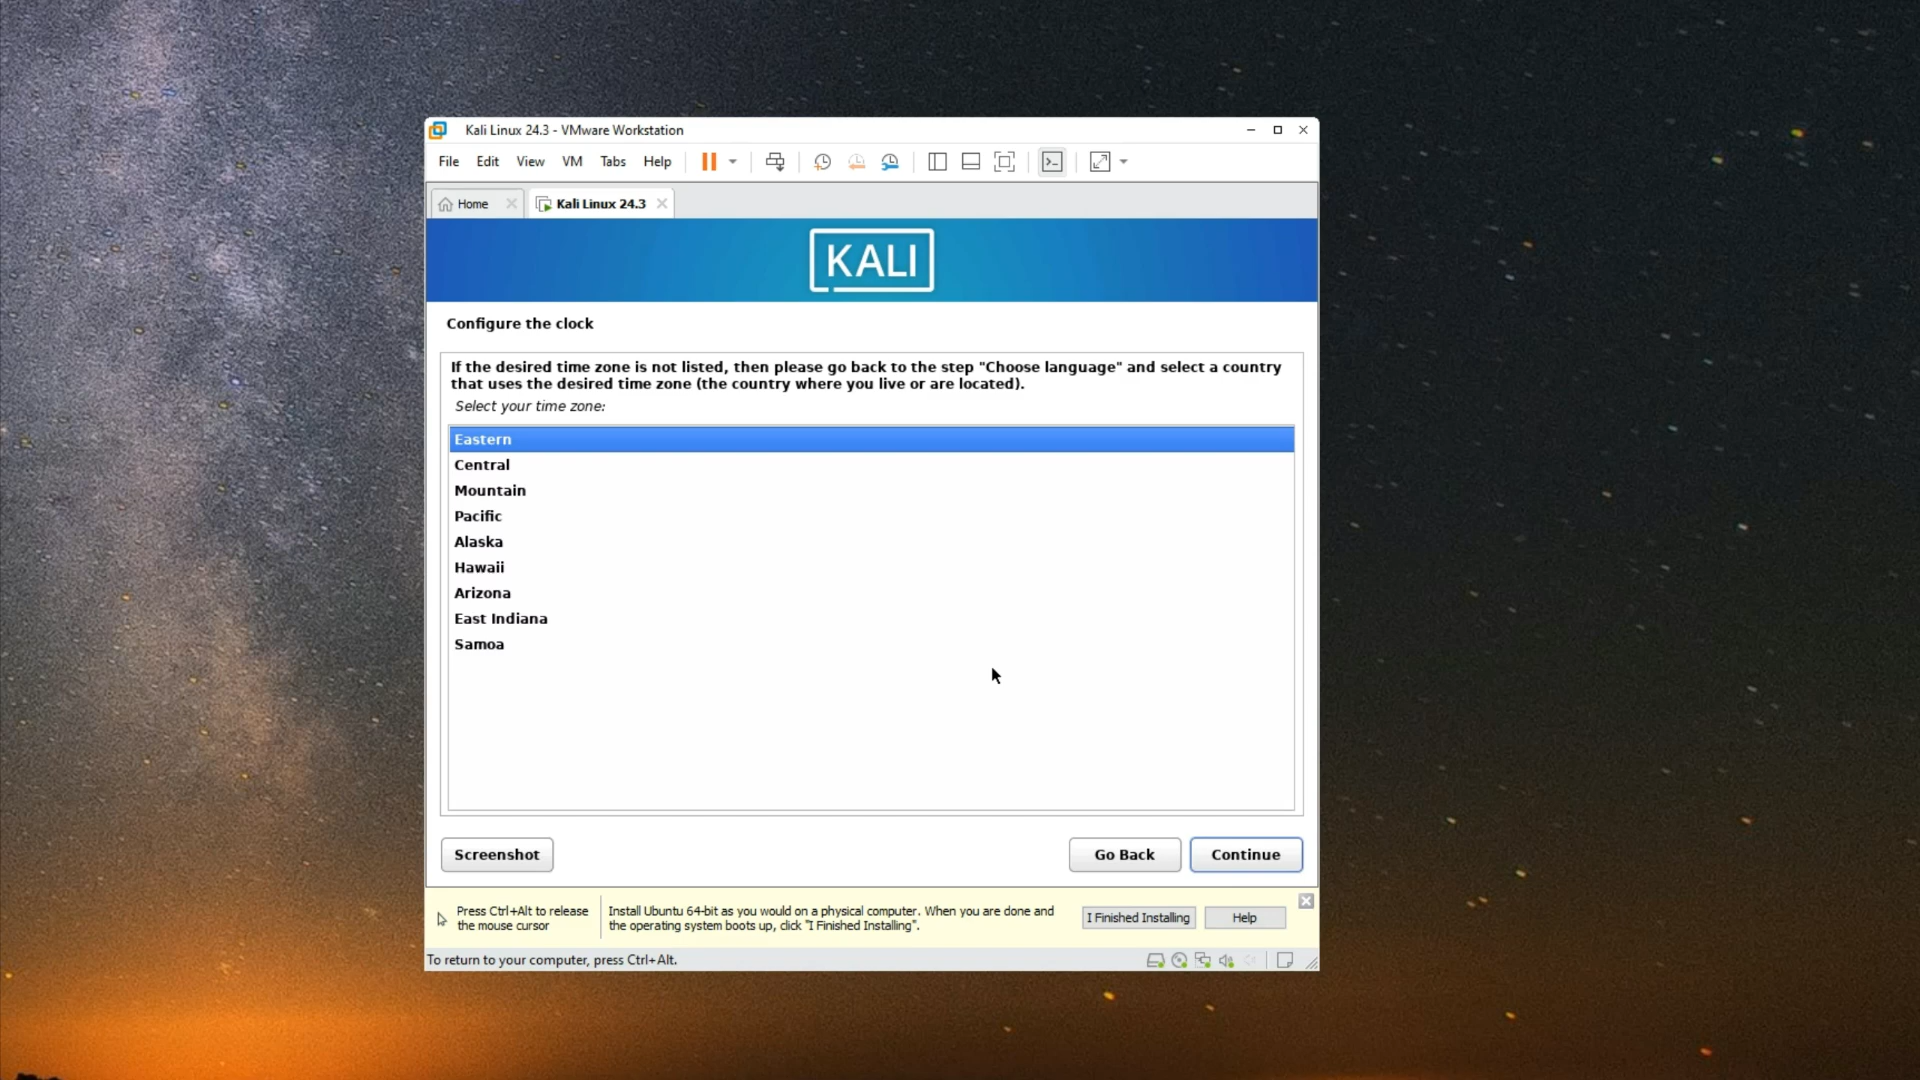 Kali Linux 24.3 - VMware Workstation
File Edit View VM Tabs Help
Home Kali Linux 24.3
KALI
Configure the clock
If the desired time zone is not listed, then please go back to the step "Choose language" and select a country
that uses the desired time zone (the country where you live or are located).
Select your time zone:
Eastern
Central
Mountain
Pacific
Alaska
Hawaii
Arizona
East Indiana
Samoa
Screenshot Go Back Continue
Press Ctrl+Alt to release
the mouse cursor
Install Ubuntu 64-bit as you would on a physical computer. When you are done and
the operating system boots up, click "I Finished Installing".
I Finished Installing Help
To return to your computer, press Ctrl+Alt.